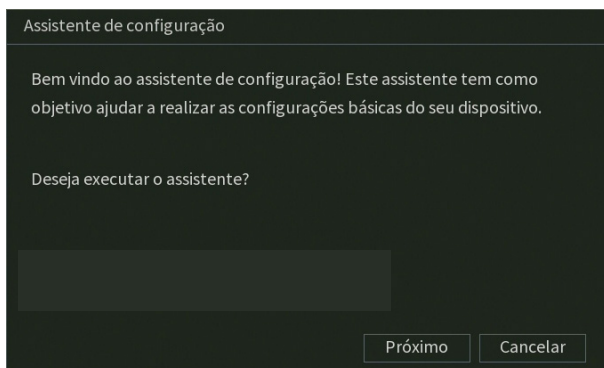 Assistente de configuração
Bem vindo ao assistente de configuração! Este assistente tem como
objetivo ajudar a realizar as configurações básicas do seu dispositivo.
Deseja executar o assistente?
Próximo
Cancelar